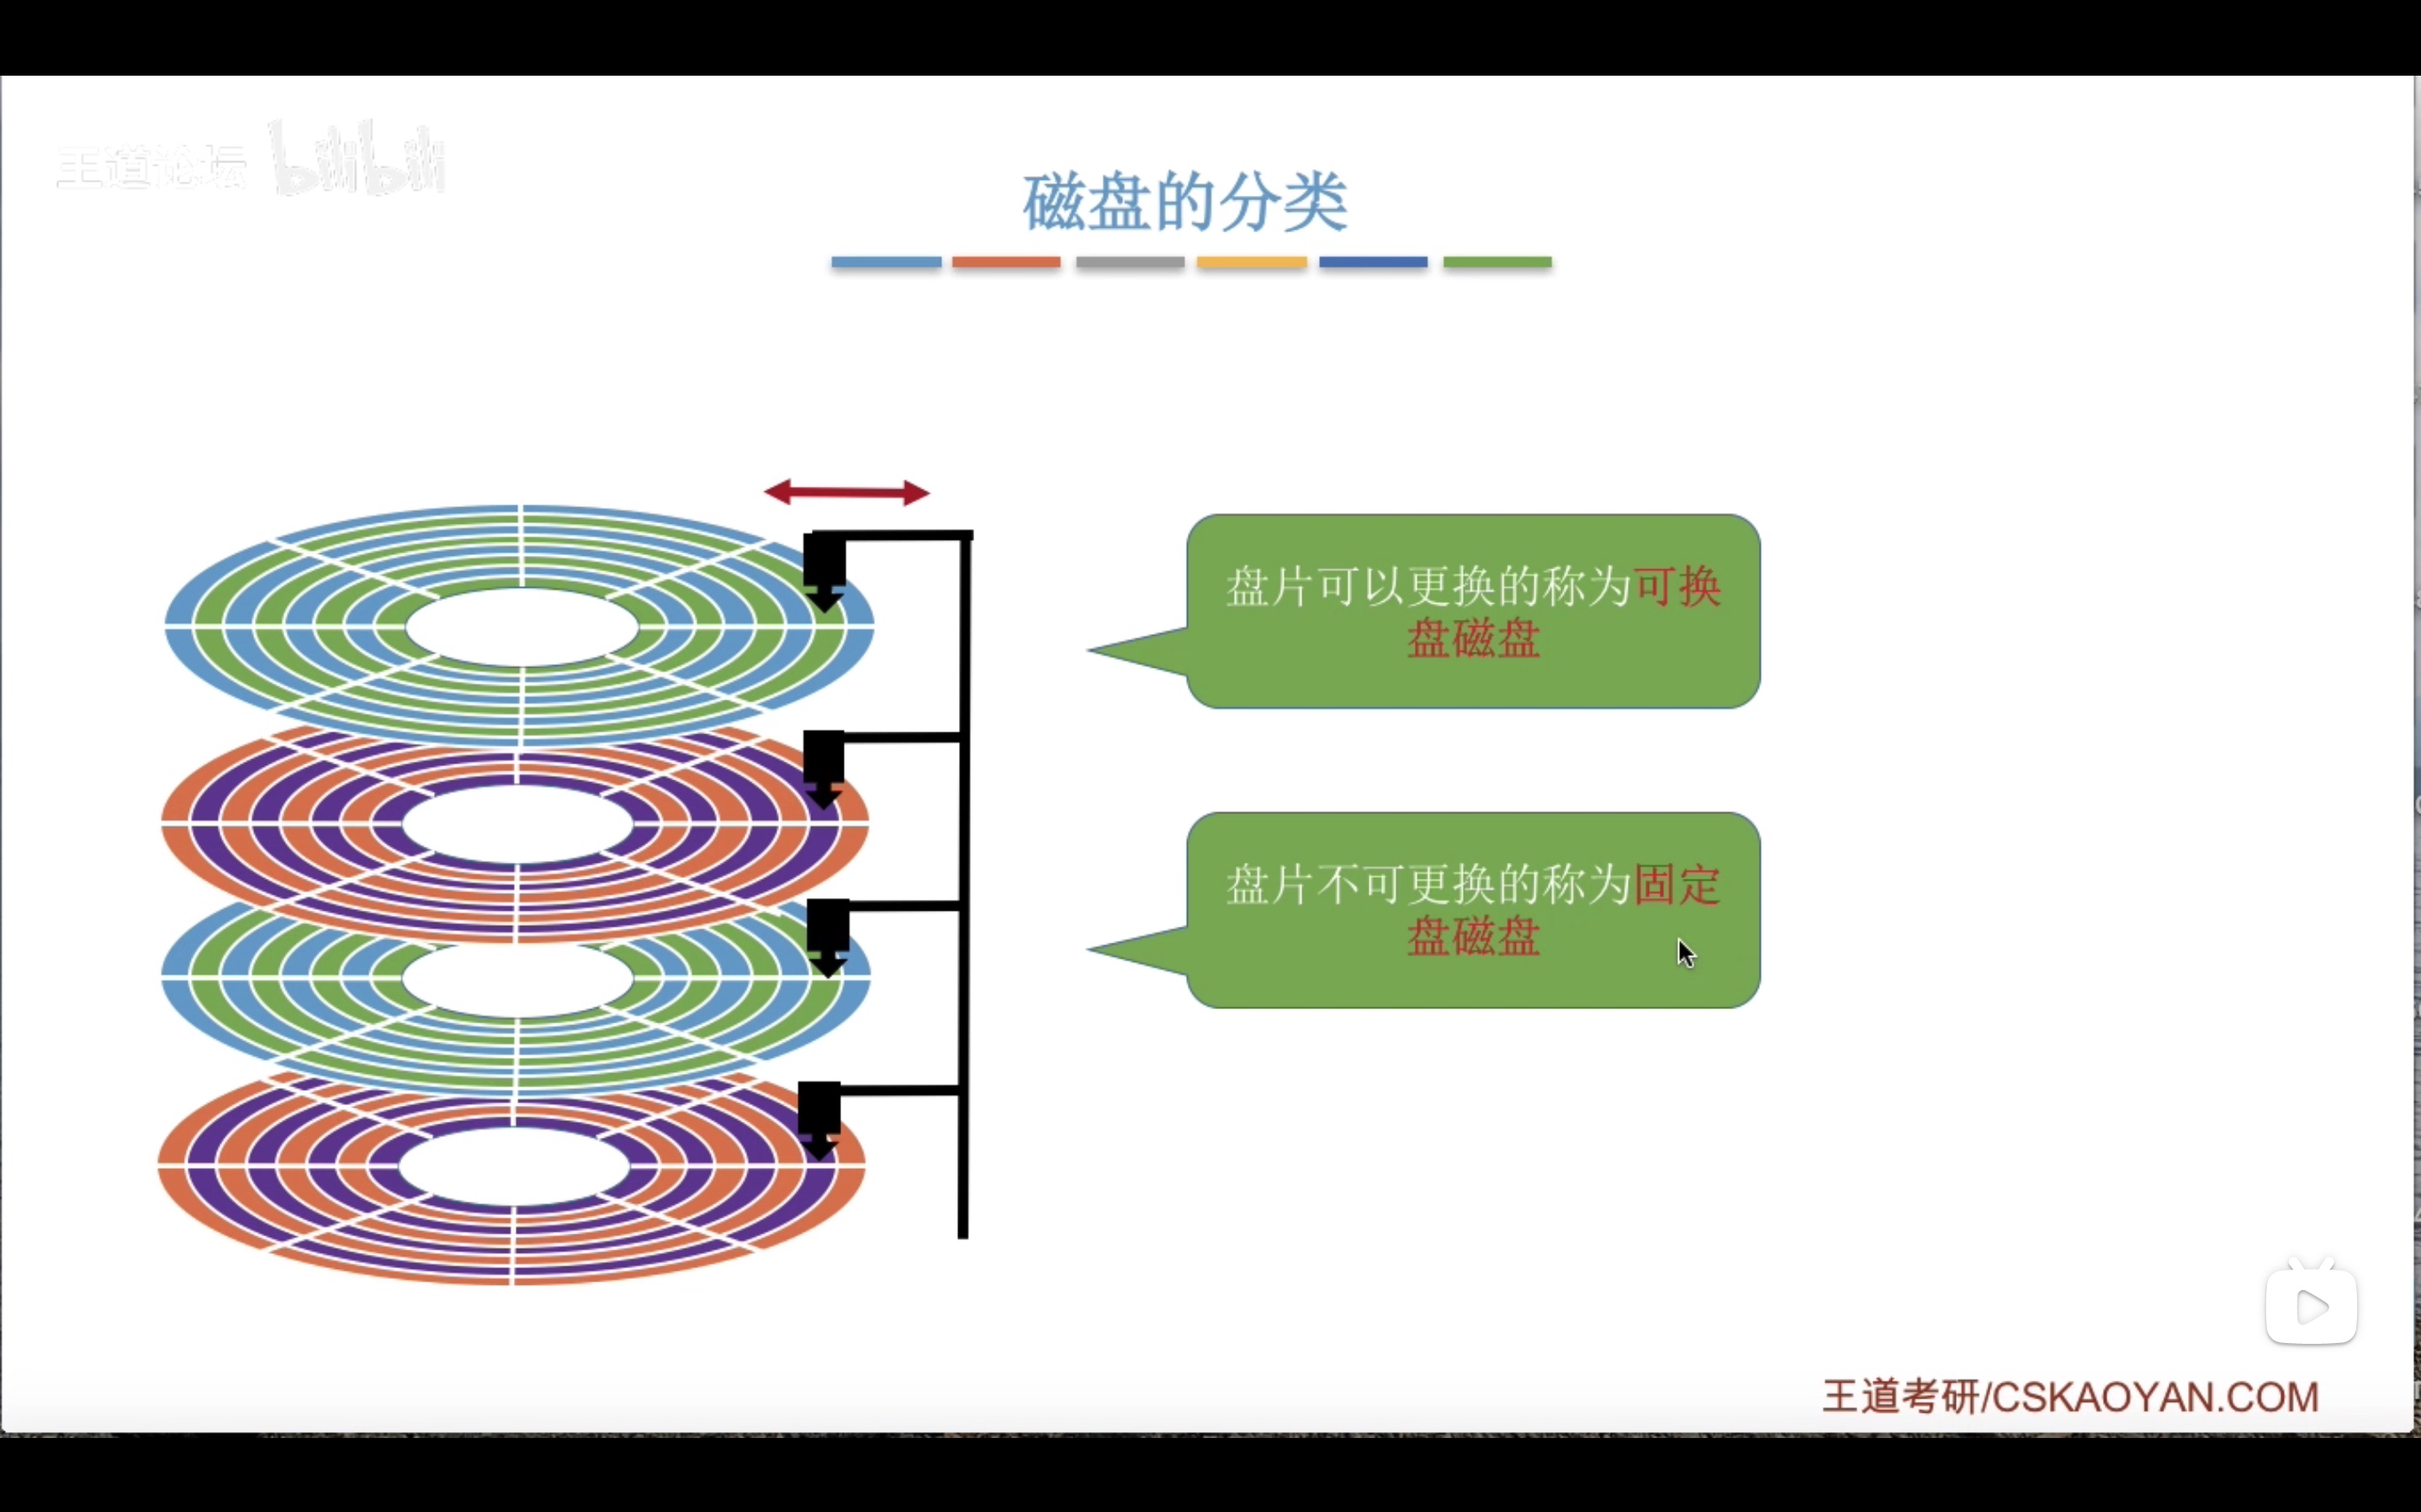 王道论坛 bilibili
磁盘的分类
盘片可以更换的称为可换
盘磁盘
盘片不可更换的称为固定
盘磁盘
王道考研/CSKAOYAN.COM